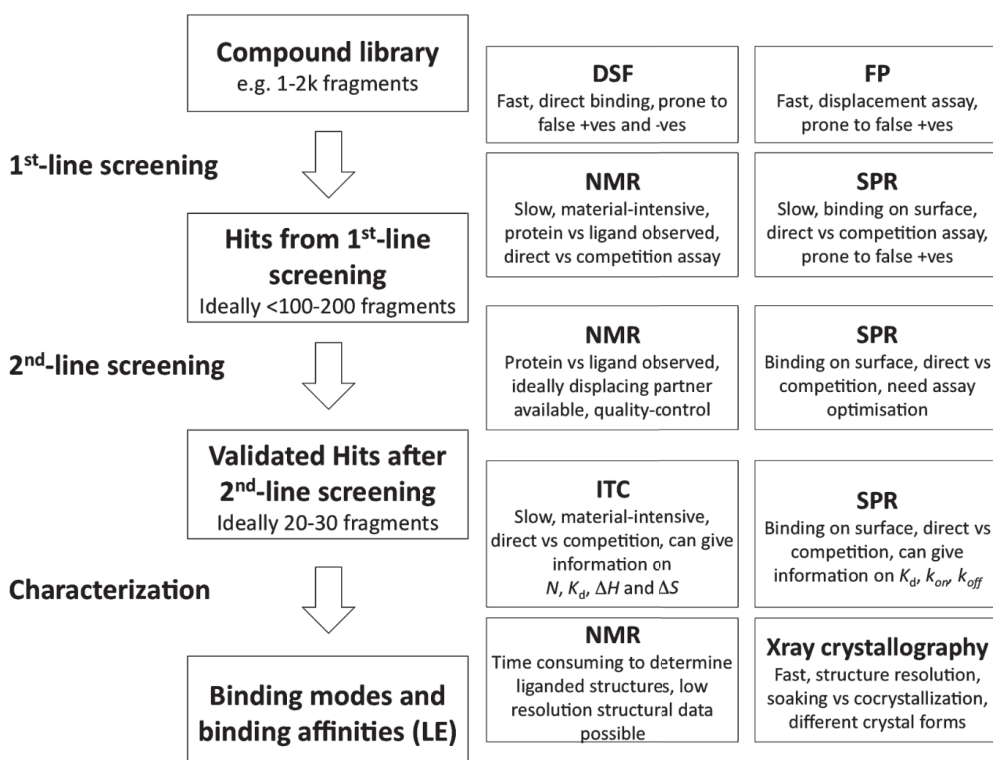 Compound library
e.g. 1-2k fragments
1st-line screening
Hits from 1st-line
screening
Ideally <100-200 fragments
2nd-line screening
Validated Hits after
2nd-line screening
Ideally 20-30 fragments
Characterization
Binding modes and
binding affinities (LE)
DSF
Fast, direct binding, prone to
false +ves and -ves
FP
Fast, displacement assay,
prone to false +ves
NMR
Slow, material-intensive,
protein vs ligand observed,
direct vs competition assay
SPR
Slow, binding on surface,
direct vs competition assay,
prone to false +ves
NMR
Protein vs ligand observed,
ideally displacing partner
available, quality-control
SPR
Binding on surface, direct vs
competition, need assay
optimisation
ITC
Slow, material-intensive,
direct vs competition, can give
information on
N, Kd, ΔH and ΔS
SPR
Binding on surface, direct vs
competition, can give
information on Kd, kon, koff
NMR
Time consuming to determine
liganded structures, low
resolution structural data
possible
Xray crystallography
Fast, structure resolution,
soaking vs cocrystallization,
different crystal forms